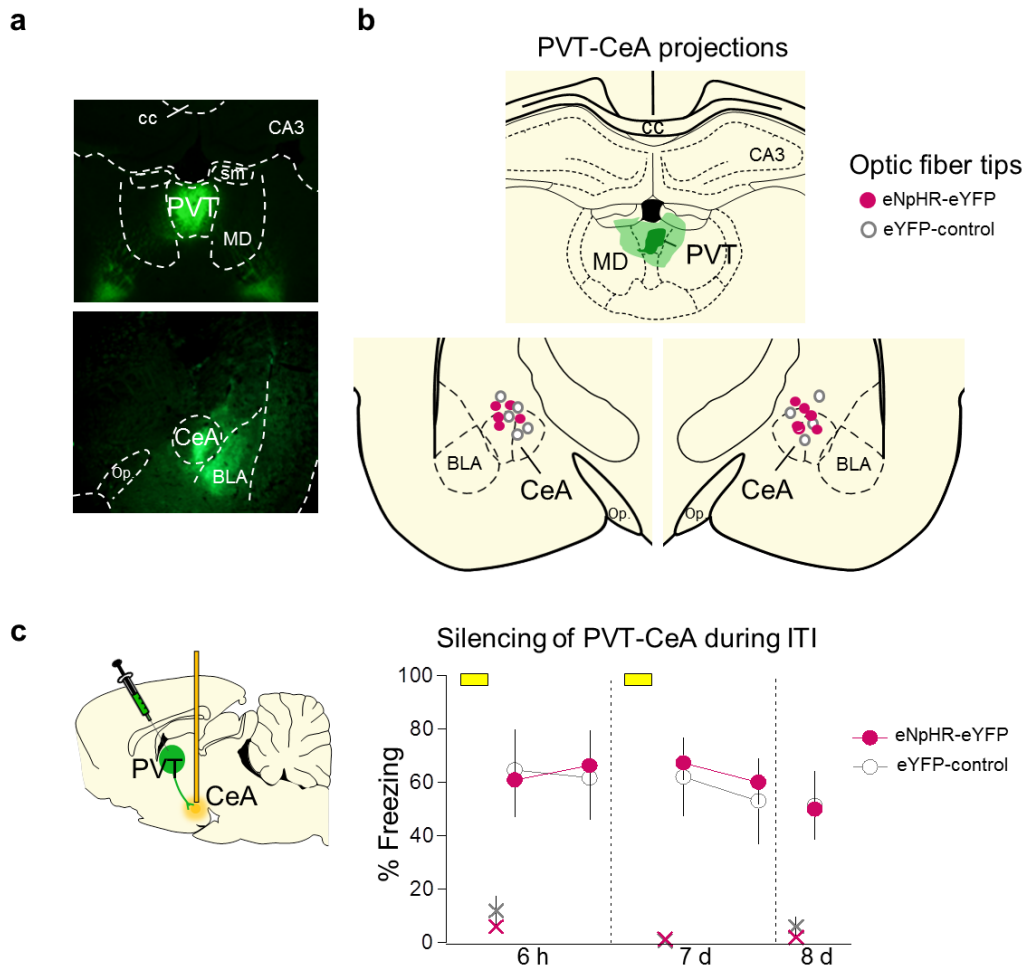 a
cc
CA3
sm
PVT
MD
CeA
Op.
BLA
b
PVT-CeA projections
cc
CA3
MD
PVT
Optic fiber tips
eNpHR-eYFP
eYFP-control
BLA
CeA
Op.
BLA
CeA
Op.
c
PVT
CeA
Silencing of PVT-CeA during ITI
% Freezing
100
80
60
40
20
0
6 h
7 d
8 d
eNpHR-eYFP
eYFP-control